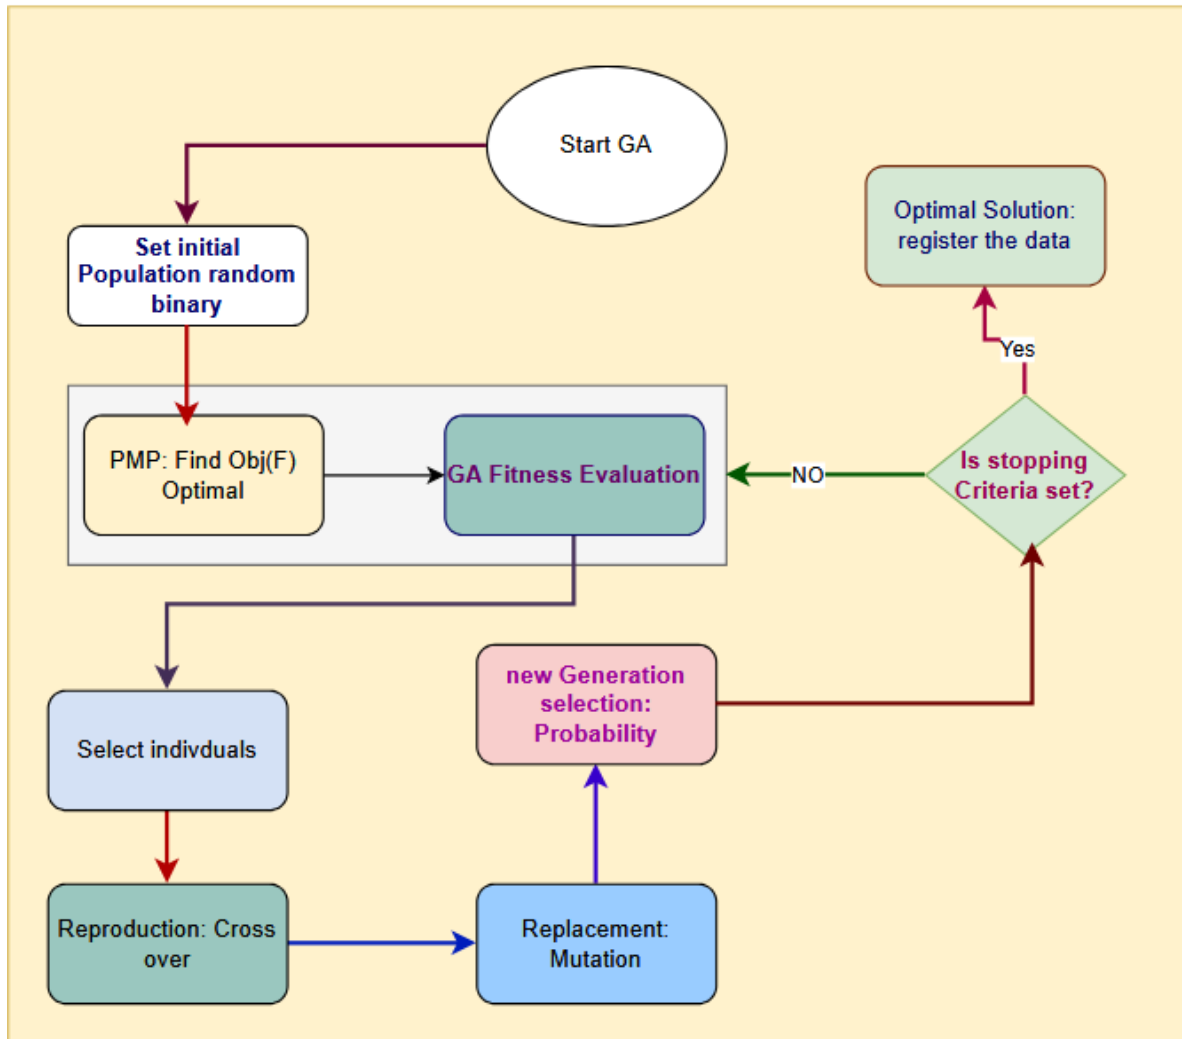 Start GA
Set initial
Population random
binary
Optimal Solution:
register the data
Yes
PMP: Find Obj(F)
Optimal
GA Fitness Evaluation
NO
Is stopping
Criteria set?
Select indivduals
new Generation
selection:
Probability
Reproduction: Cross
over
Replacement:
Mutation